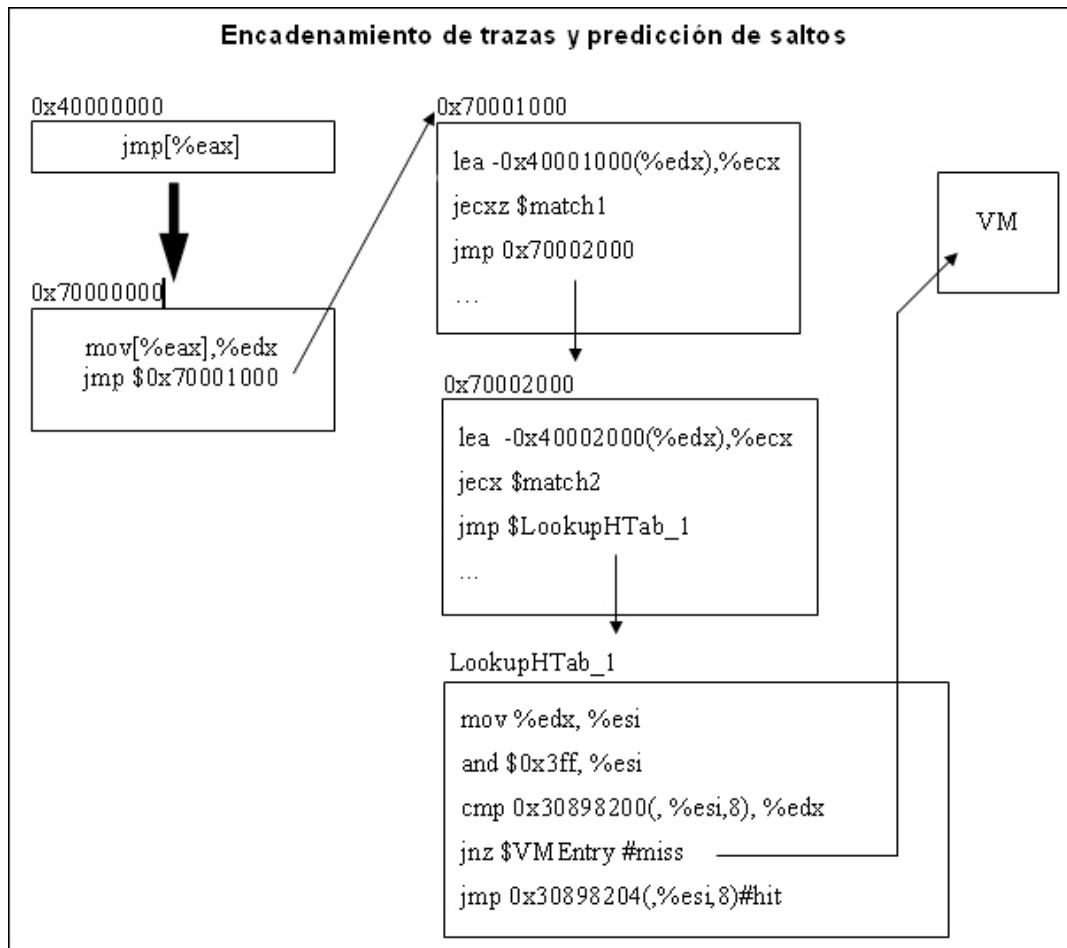 Encadenamiento de trazas y predicción de saltos
0x40000000
jmp[%eax]
0x70000000
mov[%eax],%edx
jmp $0x70001000
0x70001000
lea -0x40001000(%edx),%ecx
jecxz $match1
jmp 0x70002000
...
0x70002000
lea -0x40002000(%edx),%ecx
jecx $match2
jmp $LookupHTab_1
...
LookupHTab_1
mov %edx, %esi
and $0x3ff, %esi
cmp 0x30898200(, %esi,8), %edx
jnz $VMEntry #miss
jmp 0x30898204(,%esi,8)#hit
VM